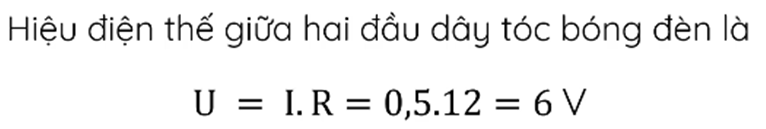 Hiệu điện thế giữa hai đầu dây tóc bóng đèn là
U = I.R = 0,5.12 = 6 V